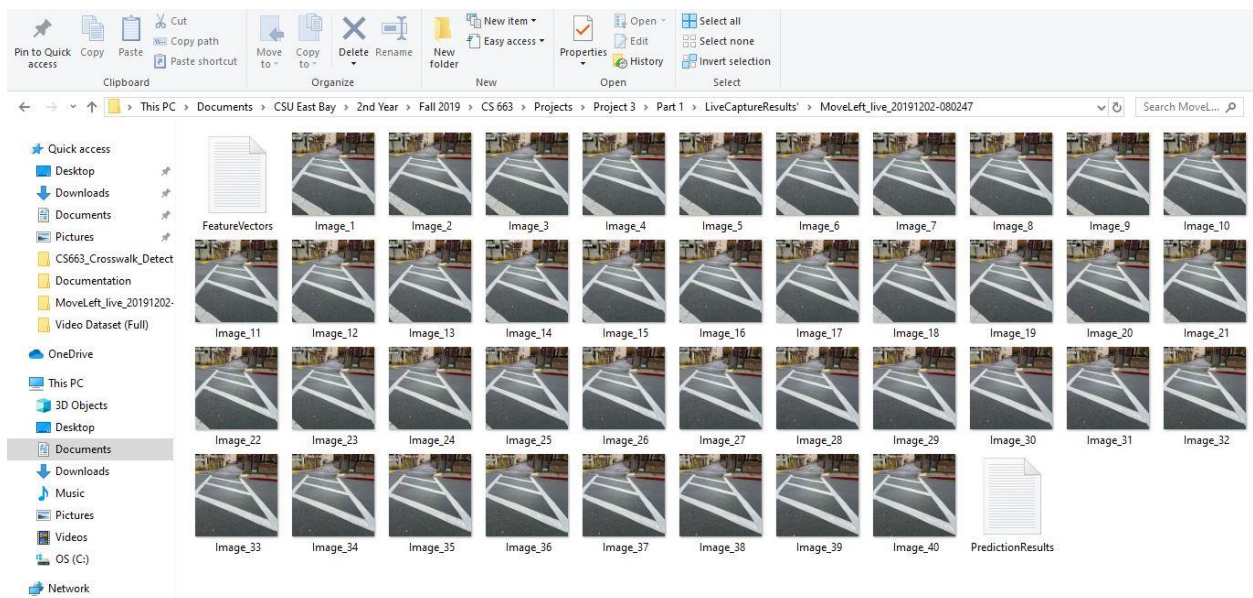 Pin to Quick access
Copy
Paste
Cut
Copy path
Paste shortcut
Clipboard
Move to
Copy to
Delete
Rename
Organize
New folder
New item
Easy access
New
Properties
Open
Edit
History
Open
Select all
Select none
Invert selection
Select
This PC > Documents > CSU East Bay > 2nd Year > Fall 2019 > CS 663 > Projects > Project 3 > Part 1 > LiveCaptureResults' > MoveLeft_live_20191202-080247
Search MoveL...
Quick access
Desktop
Downloads
Documents
Pictures
CS663_Crosswalk_Detect
Documentation
MoveLeft_live_20191202-
Video Dataset (Full)
OneDrive
This PC
3D Objects
Desktop
Documents
Downloads
Music
Pictures
Videos
OS (C:)
Network
FeatureVectors Image_1 Image_2 Image_3 Image_4 Image_5 Image_6 Image_7 Image_8 Image_9 Image_10
Image_11 Image_12 Image_13 Image_14 Image_15 Image_16 Image_17 Image_18 Image_19 Image_20 Image_21
Image_22 Image_23 Image_24 Image_25 Image_26 Image_27 Image_28 Image_29 Image_30 Image_31 Image_32
Image_33 Image_34 Image_35 Image_36 Image_37 Image_38 Image_39 Image_40 PredictionResults